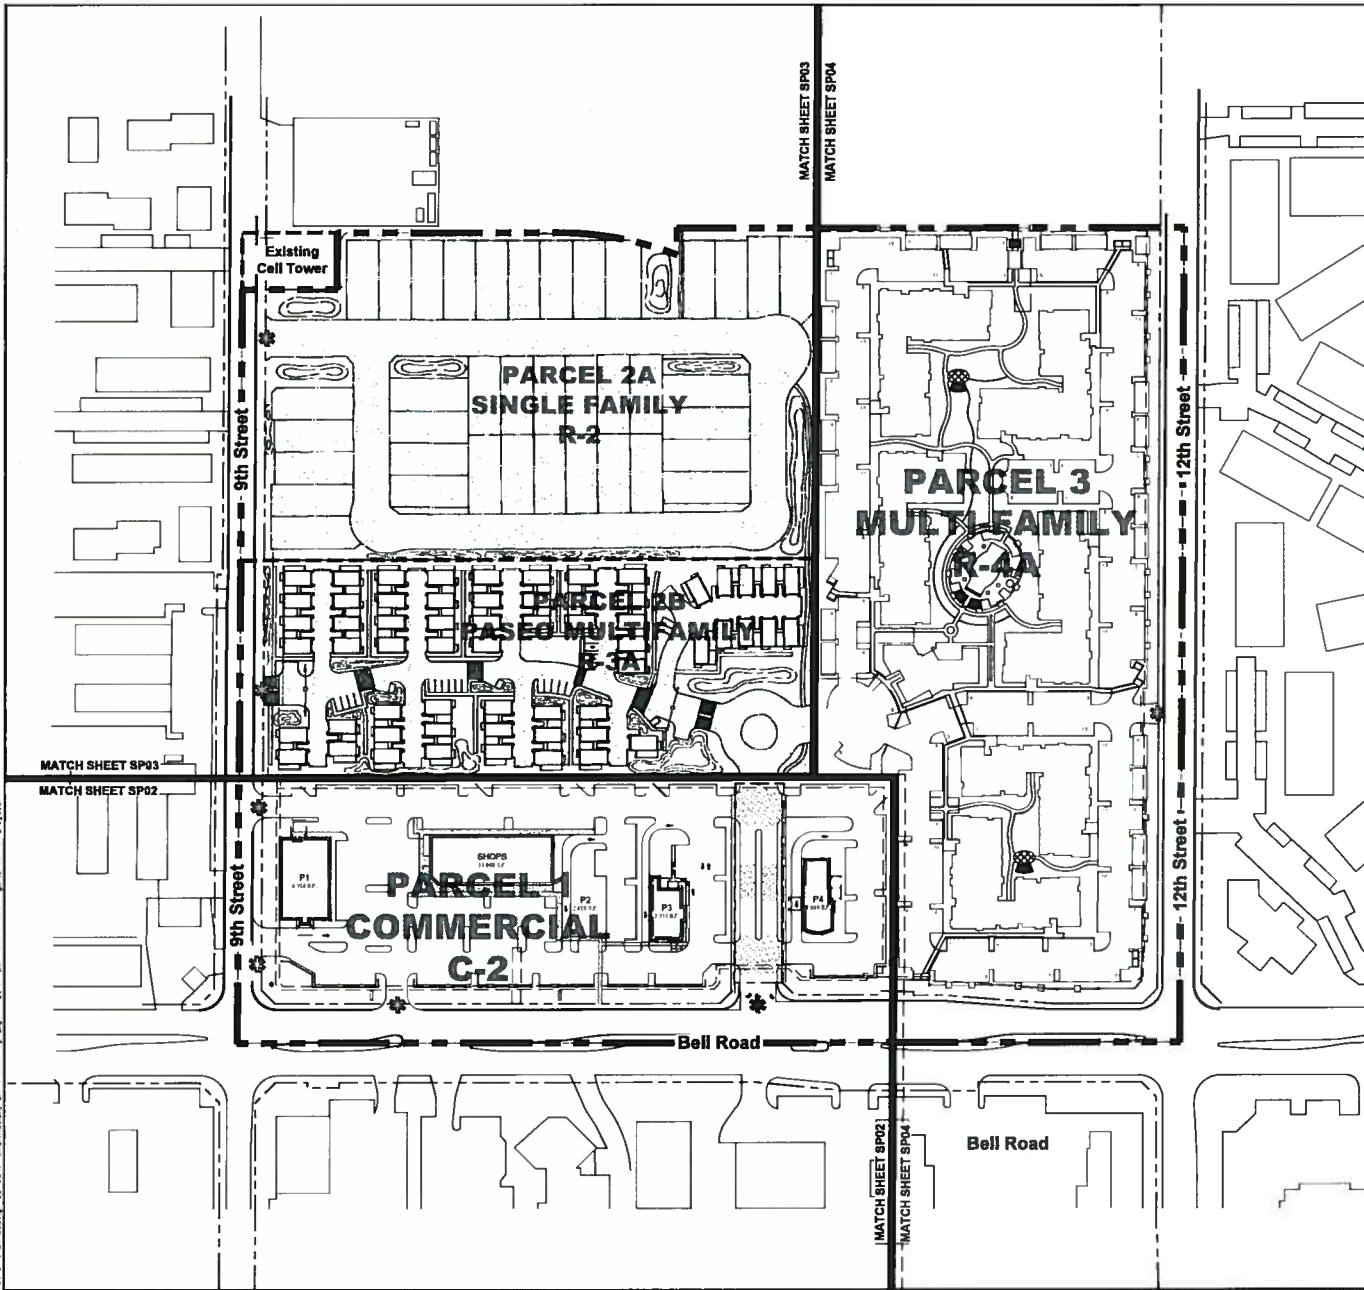 MATCH SHEET SP03
MATCH SHEET SP04
Existing
Cell Tower
PARCEL 2A
SINGLE FAMILY
R-2
9th Street
12th Street
PARCEL 3
MULTI-FAMILY
R-4A
PARCEL 2B
PASEO MULTIFAMILY
R-3A
MATCH SHEET SP03
MATCH SHEET SP02
SHOPS
P1
P2
P3
P4
PARCEL 1
COMMERCIAL
C-2
9th Street
12th Street
Bell Road
MATCH SHEET SP02
MATCH SHEET SP04
Bell Road